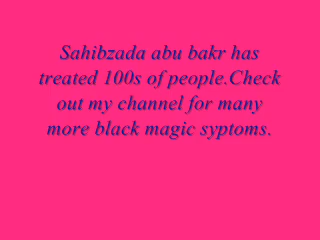 Sahibzada abu bakr has
treated 100s of people.Check
out my channel for many
more black magic syptoms.